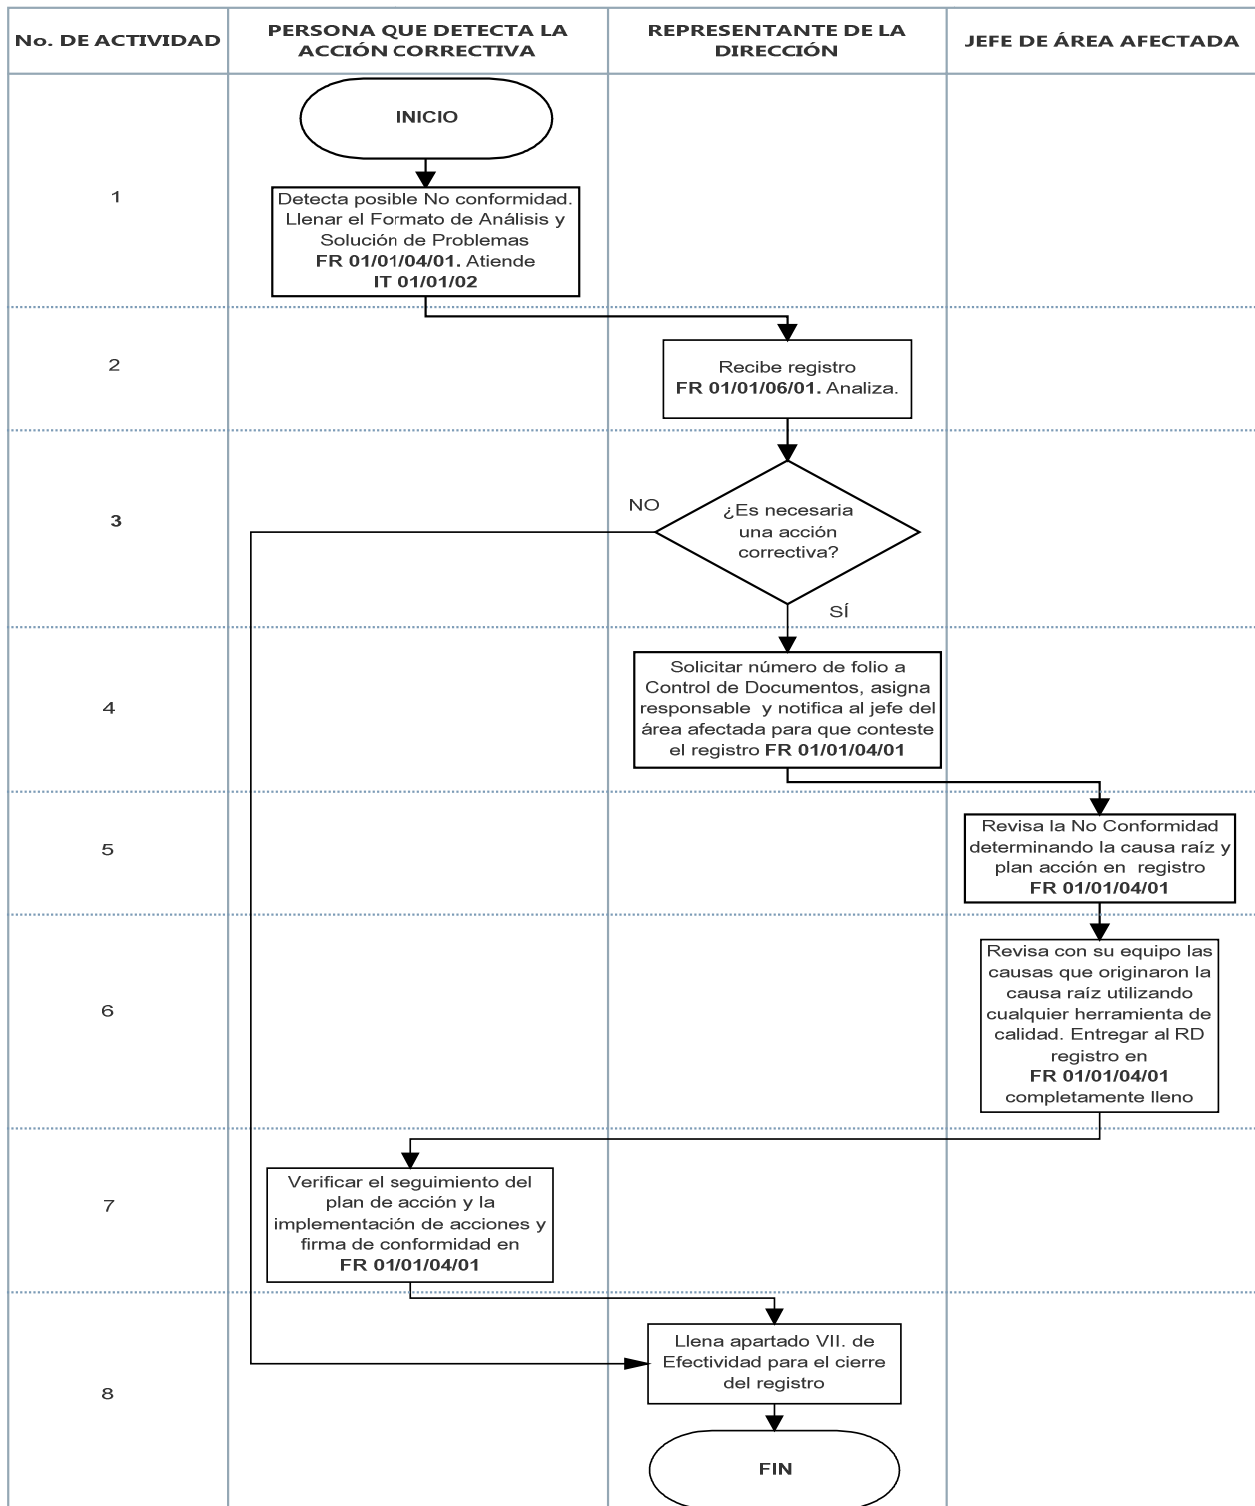 No. DE ACTIVIDAD
PERSONA QUE DETECTA LA
ACCIÓN CORRECTIVA
REPRESENTANTE DE LA
DIRECCIÓN
JEFE DE ÁREA AFECTADA
INICIO
1
Detecta posible No conformidad.
Llenar el Formato de Análisis y
Solución de Problemas
FR 01/01/04/01. Atiende
IT 01/01/02
2
Recibe registro
FR 01/01/06/01. Analiza.
3
NO
¿Es necesaria
una acción
correctiva?
SÍ
4
Solicitar número de folio a
Control de Documentos, asigna
responsable y notifica al jefe del
área afectada para que conteste
el registro FR 01/01/04/01
5
Revisa la No Conformidad
determinando la causa raíz y
plan acción en registro
FR 01/01/04/01
6
Revisa con su equipo las
causas que originaron la
causa raíz utilizando
cualquier herramienta de
calidad. Entregar al RD
registro en
FR 01/01/04/01
completamente lleno
7
Verificar el seguimiento del
plan de acción y la
implementación de acciones y
firma de conformidad en
FR 01/01/04/01
8
Llena apartado VII. de
Efectividad para el cierre
del registro
FIN